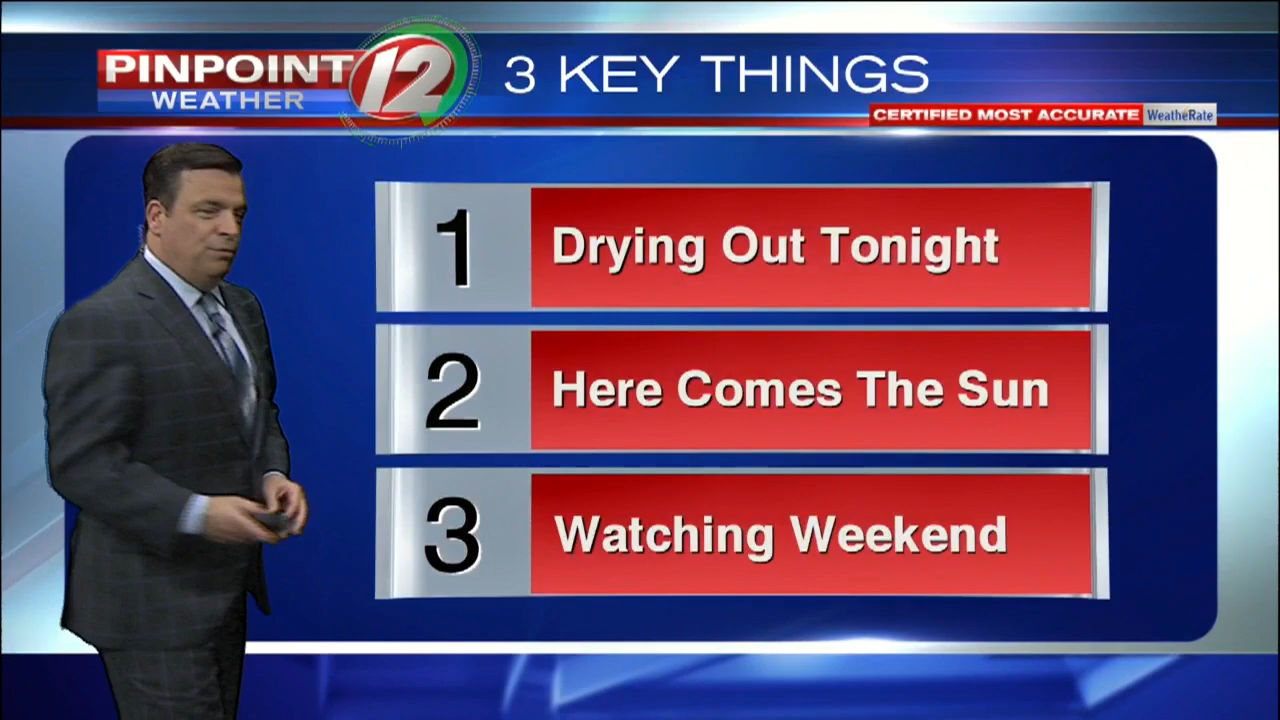 PINPOINT
WEATHER
12
3 KEY THINGS
CERTIFIED MOST ACCURATE WeatheRate
1 Drying Out Tonight
2 Here Comes The Sun
3 Watching Weekend